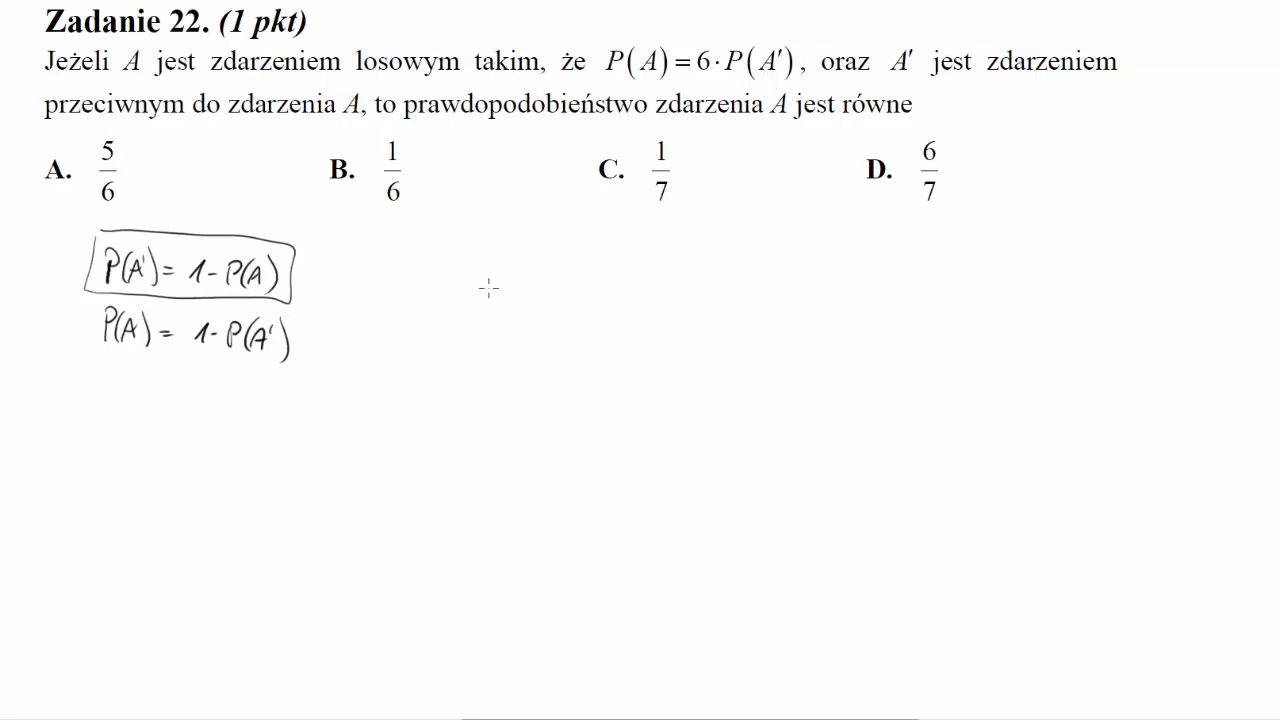 Zadanie 22. (1 pkt)
Jeżeli A jest zdarzeniem losowym takim, że P(A) = 6·P(A′), oraz A′ jest zdarzeniem
przeciwnym do zdarzenia A, to prawdopodobieństwo zdarzenia A jest równe
A. 5/6 B. 1/6 C. 1/7 D. 6/7
P(A') = 1 - P(A)
P(A) = 1 - P(A')